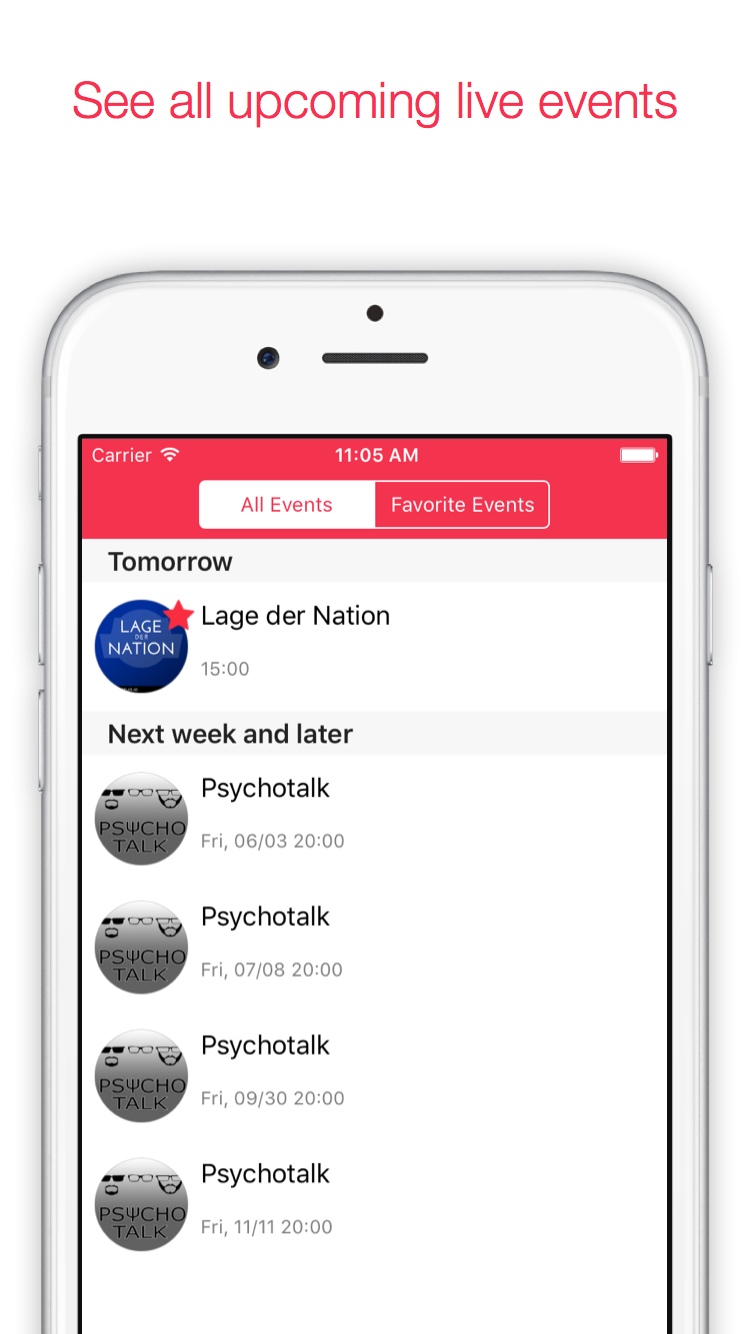 See all upcoming live events
Carrier
11:05 AM
All Events
Favorite Events
Tomorrow
LAGE
DER
NATION
Lage der Nation
15:00
Next week and later
PSΨCHO
TALK
Psychotalk
Fri, 06/03 20:00
PSΨCHO
TALK
Psychotalk
Fri, 07/08 20:00
PSΨCHO
TALK
Psychotalk
Fri, 09/30 20:00
PSΨCHO
TALK
Psychotalk
Fri, 11/11 20:00